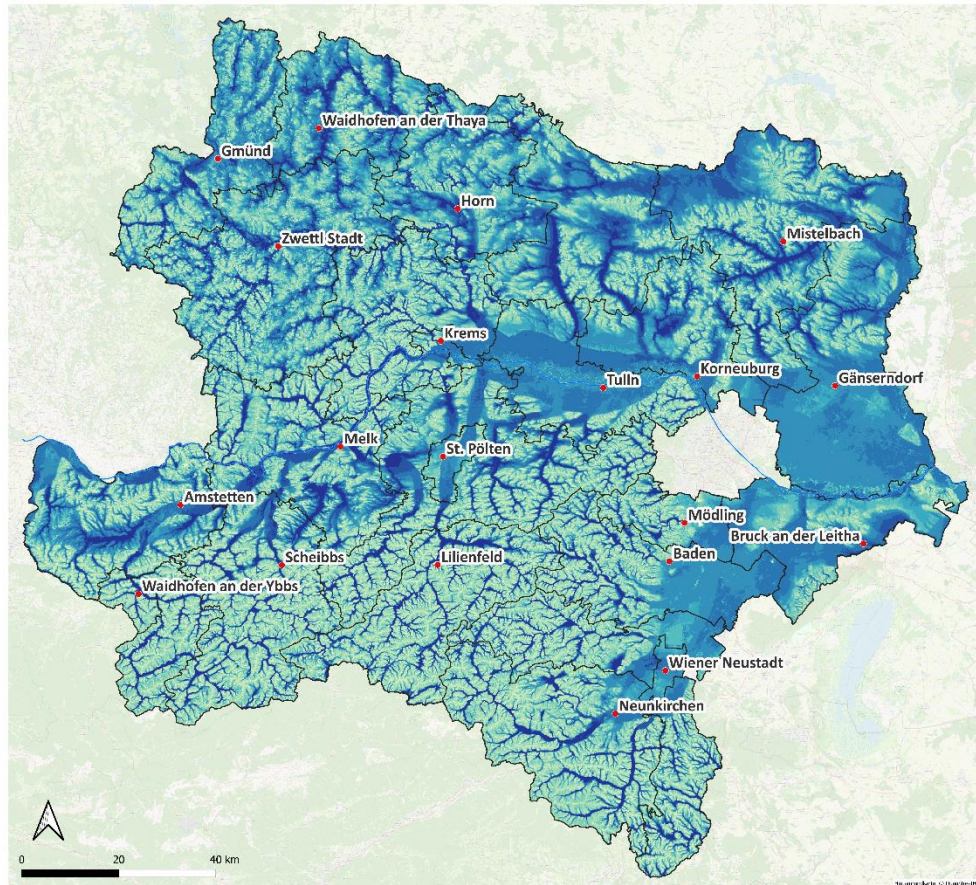 Waidhofen an der Thaya
Gmünd
Horn
Zwettl Stadt
Mistelbach
Krems
Korneuburg
Tulln
Gänserndorf
Melk
St. Pölten
Amstetten
Mödling
Bruck an der Leitha
Scheibbs
Lilienfeld
Baden
Waidhofen an der Ybbs
Wiener Neustadt
Neunkirchen
0 20 40 km